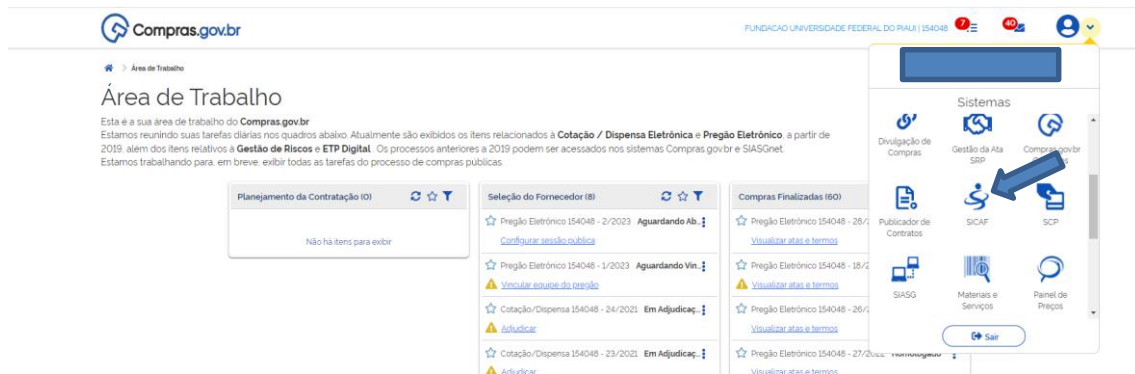 Compras.gov.br
FUNDACAO UNIVERSIDADE FEDERAL DO PIAUI | 154048
7
40
Área de Trabalho
Área de Trabalho
Esta é a sua área de trabalho do Compras.gov.br
Estamos reunindo suas tarefas diárias nos quadros abaixo. Atualmente são exibidos os itens relacionados à Cotação / Dispensa Eletrônica e Pregão Eletrônico, a partir de
2019, além dos itens relativos à Gestão de Riscos e ETP Digital. Os processos anteriores a 2019 podem ser acessados nos sistemas Compras.gov.br e SIASGnet.
Estamos trabalhando para, em breve, exibir todas as tarefas do processo de compras públicas.
Planejamento da Contratação (0)
Não há itens para exibir
Seleção do Fornecedor (8)
Pregão Eletrônico 154048 - 2/2023 Aguardando Ab...
Configurar sessão pública
Pregão Eletrônico 154048 - 1/2023 Aguardando Vin...
Vincular equipe do pregão
Cotação/Dispensa 154048 - 24/2021 Em Adjudicaç...
Adjudicar
Cotação/Dispensa 154048 - 23/2021 Em Adjudicaç...
Adjudicar
Compras Finalizadas (60)
Pregão Eletrônico 154048 - 28/2
Visualizar atas e termos
Pregão Eletrônico 154048 - 18/2
Visualizar atas e termos
Pregão Eletrônico 154048 - 26/2
Visualizar atas e termos
Pregão Eletrônico 154048 - 27/2022 Homologado
Visualizar atas e termos
Sistemas
Divulgação de
Compras
Gestão da Ata
SRP
Compras.gov.br
Publicador de
Contratos
SICAF
SCP
SIASG
Materiais e
Serviços
Painel de
Preços
Sair